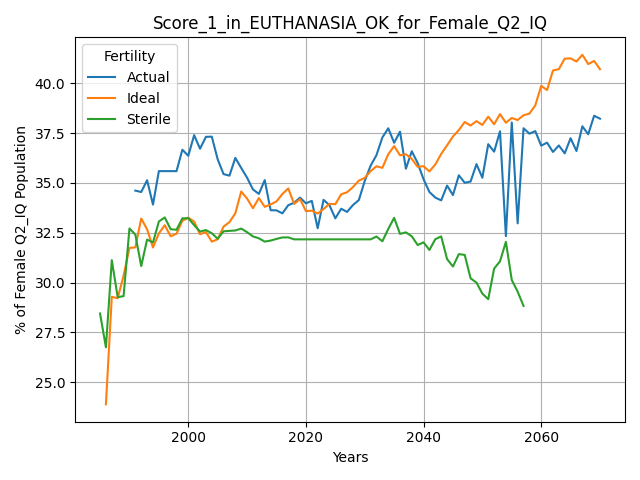 Score_1_in_EUTHANASIA_OK_for_Female_Q2_IQ
Fertility
Actual
Ideal
Sterile
% of Female Q2_IQ Population
40.0
37.5
35.0
32.5
30.0
27.5
25.0
2000
2020
2040
2060
Years